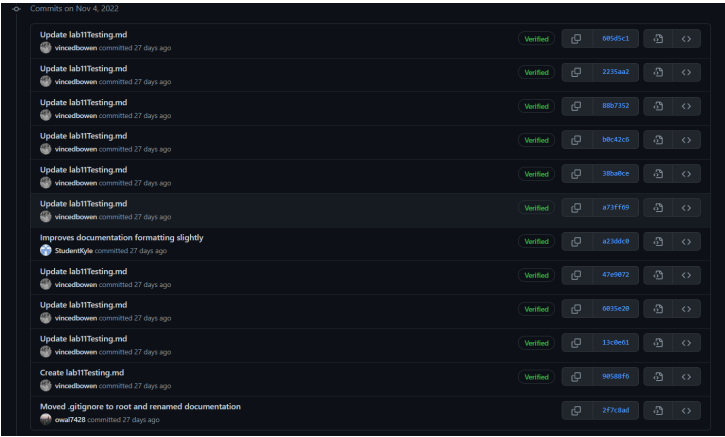 Commits on Nov 4, 2022
Update lab11Testing.md
Verified 605d5c1
vincedbowen committed 27 days ago
Update lab11Testing.md
Verified 2235aa2
vincedbowen committed 27 days ago
Update lab11Testing.md
Verified 88b7352
vincedbowen committed 27 days ago
Update lab11Testing.md
Verified b0c42c6
vincedbowen committed 27 days ago
Update lab11Testing.md
Verified 38ba0ce
vincedbowen committed 27 days ago
Update lab11Testing.md
Verified a73ff69
vincedbowen committed 27 days ago
Improves documentation formatting slightly
Verified a23ddc0
StudentKyle committed 27 days ago
Update lab11Testing.md
Verified 47e9072
vincedbowen committed 27 days ago
Update lab11Testing.md
Verified 6035e20
vincedbowen committed 27 days ago
Update lab11Testing.md
Verified 13c0e61
vincedbowen committed 27 days ago
Create lab11Testing.md
Verified 90588f6
vincedbowen committed 27 days ago
Moved .gitignore to root and renamed documentation
2f7c8ad
owal7428 committed 27 days ago